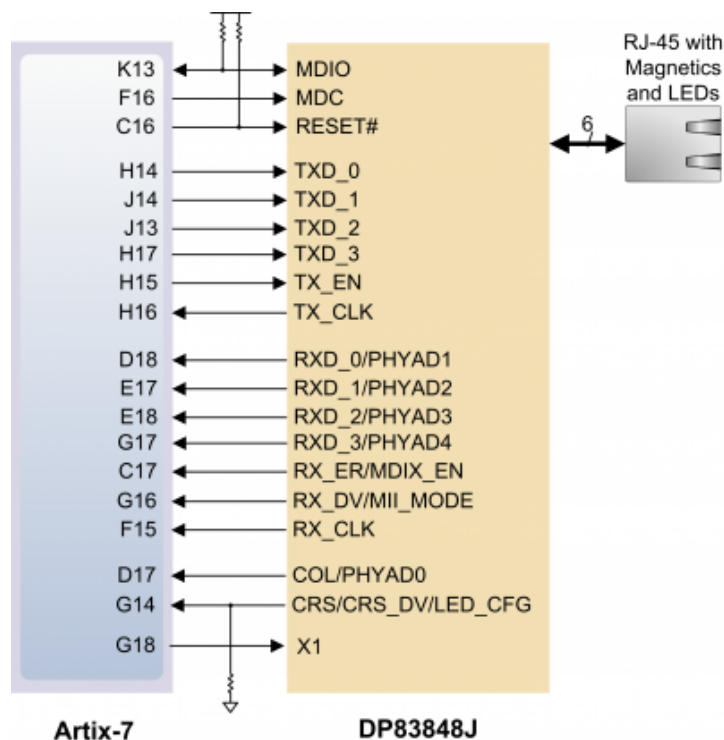 RJ-45 with
Magnetics
and LEDs
6
K13 MDIO
F16 MDC
C16 RESET#
H14 TXD_0
J14 TXD_1
J13 TXD_2
H17 TXD_3
H15 TX_EN
H16 TX_CLK
D18 RXD_0/PHYAD1
E17 RXD_1/PHYAD2
E18 RXD_2/PHYAD3
G17 RXD_3/PHYAD4
C17 RX_ER/MDIX_EN
G16 RX_DV/MII_MODE
F15 RX_CLK
D17 COL/PHYAD0
G14 CRS/CRS_DV/LED_CFG
G18 X1
Artix-7 DP83848J